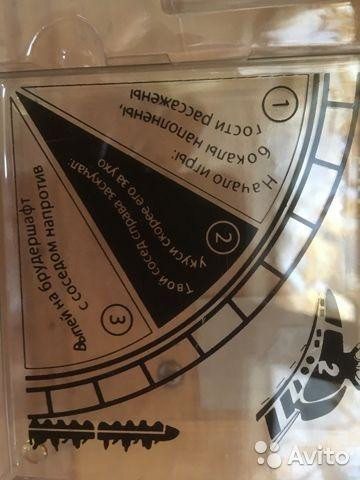 1
Начало игры:
бокалы наполнены,
гости рассажены
2
Твой сосед справа заскучал:
укуси скорее его за ухо
3
Выпей на брудершафт
с соседом напротив
2
Avito